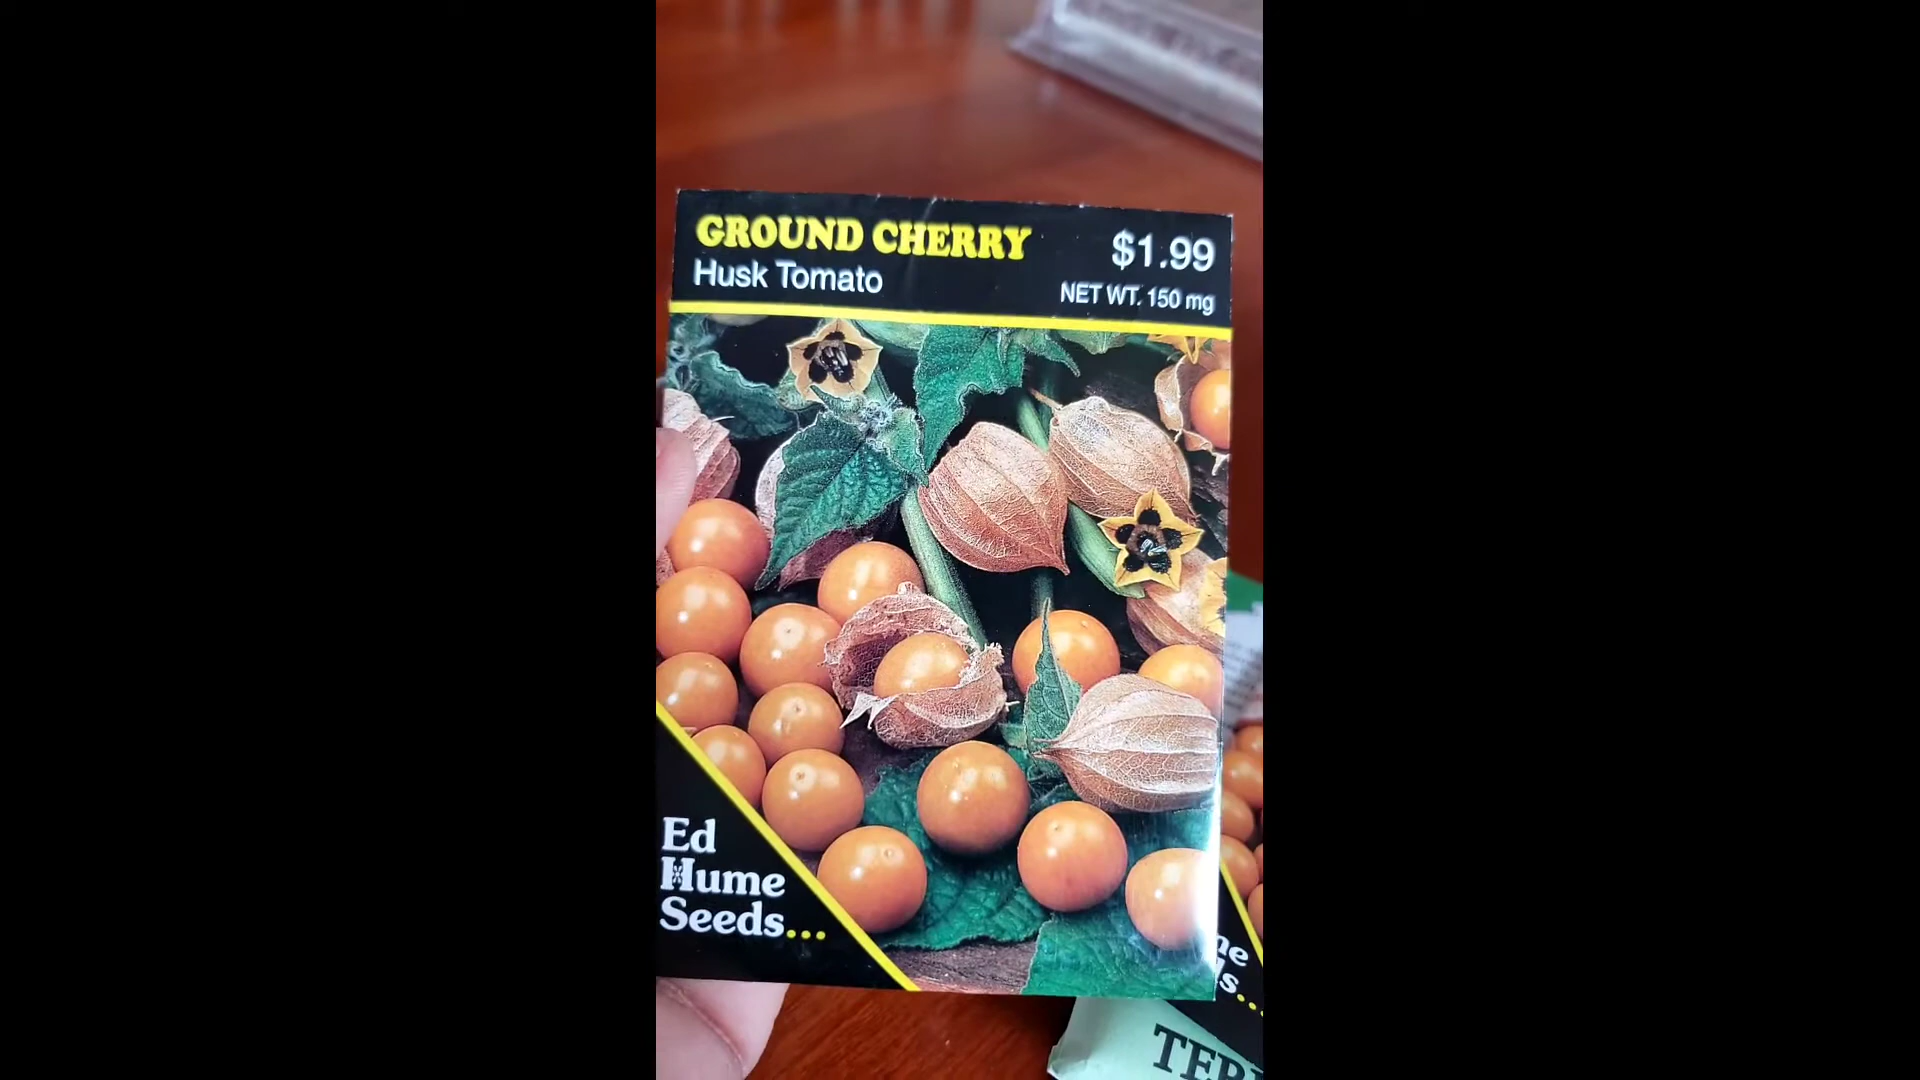 GROUND CHERRY
Husk Tomato
$1.99
NET WT. 150 mg
Ed
Hume
Seeds...